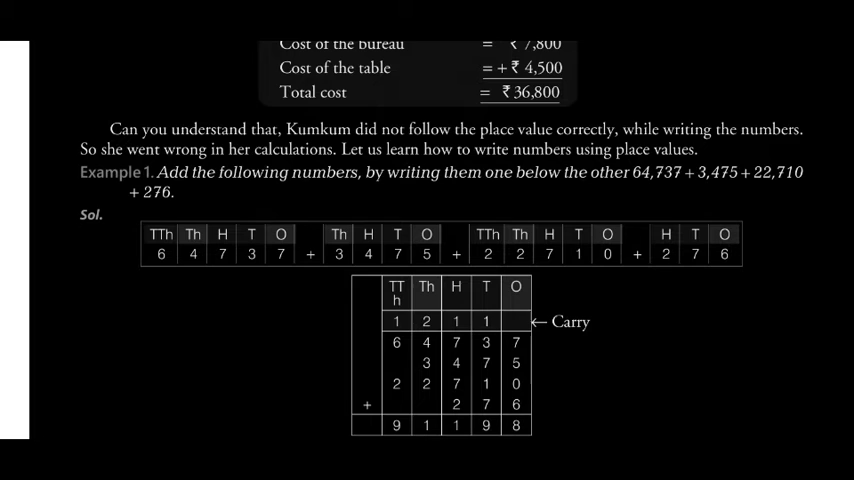 Cost of the bureau = ₹ 7,800
Cost of the table = + ₹ 4,500
Total cost = ₹ 36,800
Can you understand that, Kumkum did not follow the place value correctly, while writing the numbers.
So she went wrong in her calculations. Let us learn how to write numbers using place values.
Example 1. Add the following numbers, by writing them one below the other 64,737 + 3,475 + 22,710
+ 276.
Sol.
TTh Th H T O Th H T O TTh Th H T O H T O
6 4 7 3 7 + 3 4 7 5 + 2 2 7 1 0 + 2 7 6
TT Th H T O
h
1 2 1 1 ← Carry
6 4 7 3 7
3 4 7 5
2 2 7 1 0
+ 2 7 6
9 1 1 9 8